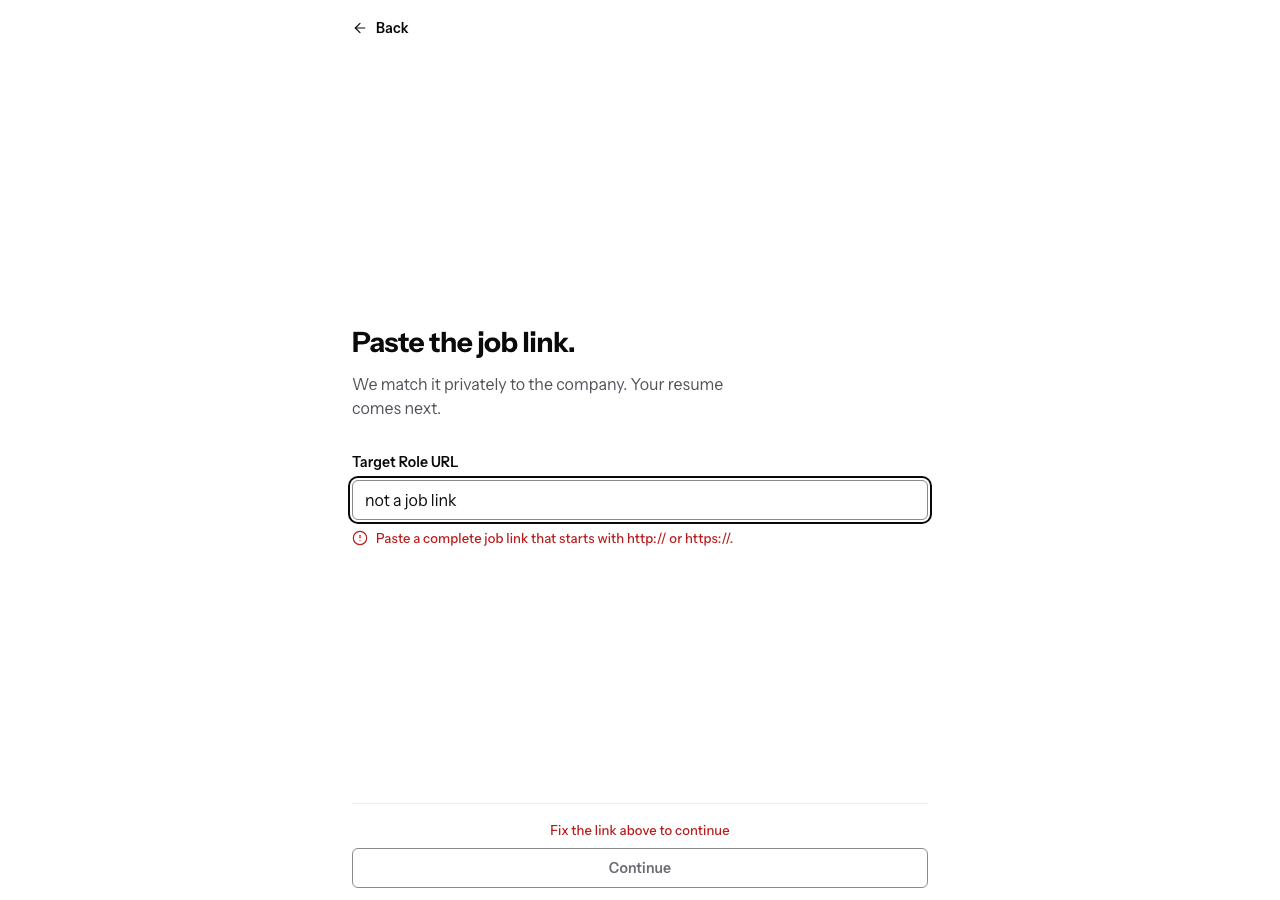 Back
Paste the job link.
We match it privately to the company. Your resume
comes next.
Target Role URL
not a job link
Paste a complete job link that starts with http:// or https://.
Fix the link above to continue
Continue